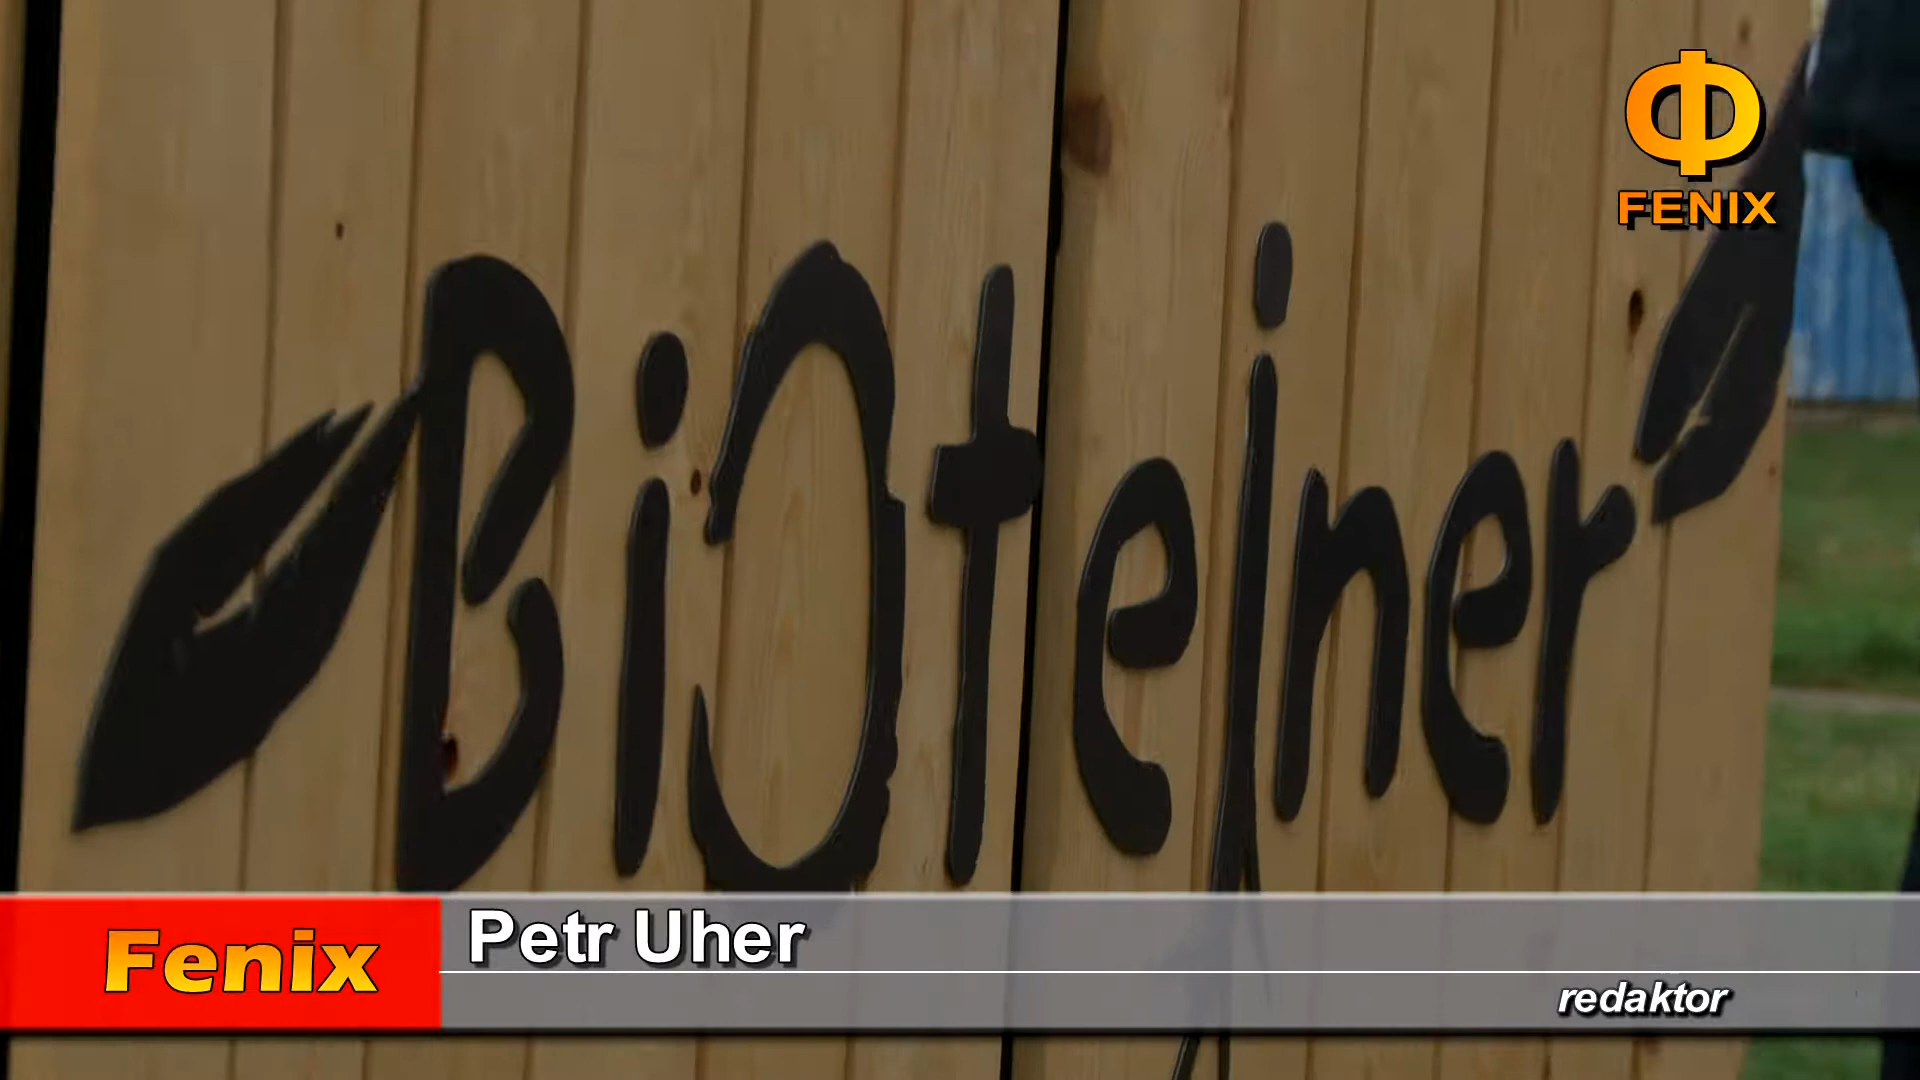 Ф
FENIX
Biotejner
Fenix
Petr Uher
redaktor